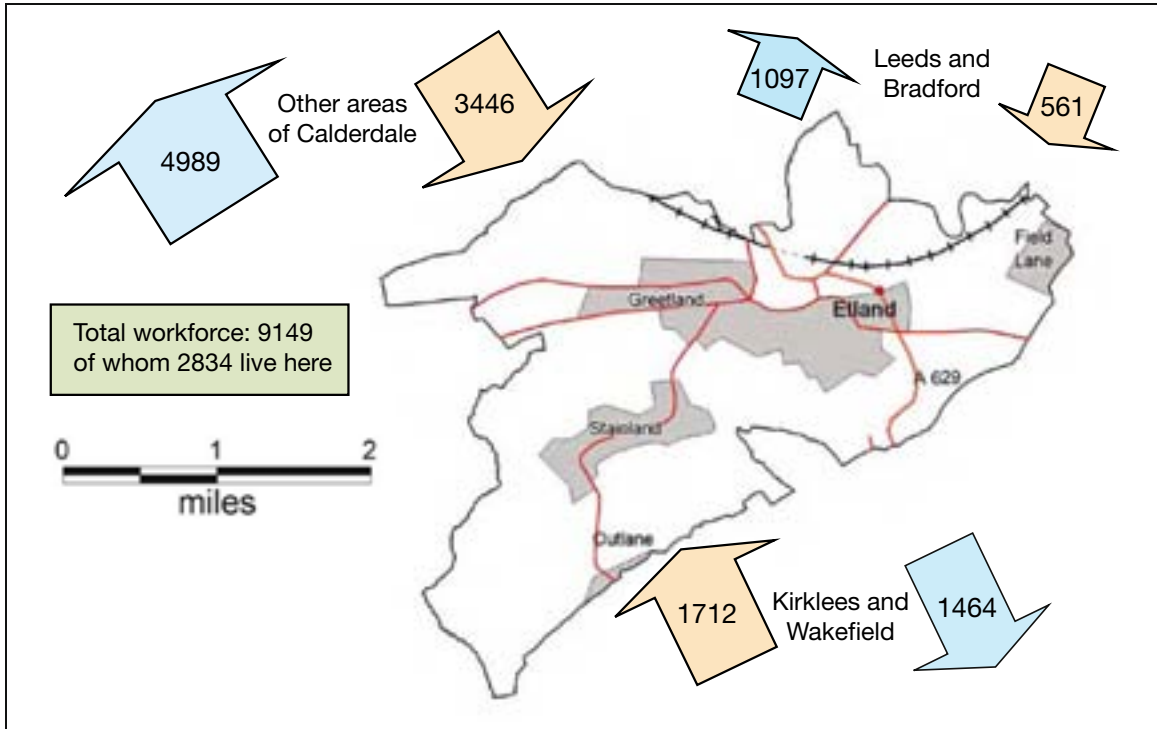 4989
Other areas
of Calderdale
3446
1097
Leeds and
Bradford
561
Field
Lane
Greetland
Elland
Total workforce: 9149
of whom 2834 live here
A 629
Stainland
0 1 2
miles
Outlane
1712
Kirklees and
Wakefield
1464